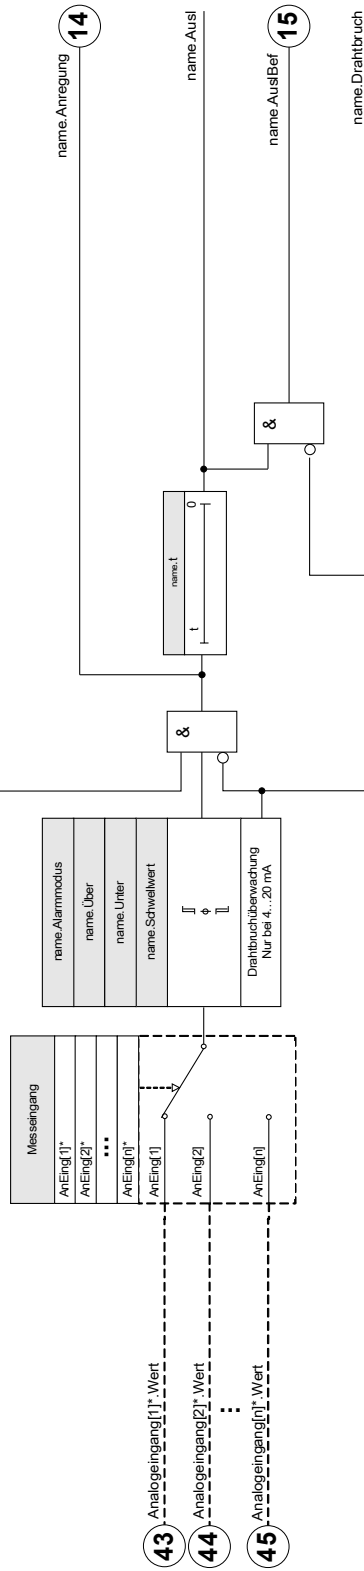 14
name.Anregung
name.Ausl
15
name.AuslBef
name.Drahtbruch
&
name.t
t
0
&
name.Alarmmodus
name.Über
name.Unter
name.Schwellwert
φ
Drahtbruchüberwachung
Nur bei 4…20 mA
Messeingang
AnEing[1]*
AnEing[2]*
...
AnEing[n]*
AnEing[1]
AnEing[2]
AnEing[n]
43
Analogeingang[1]*.Wert
44
Analogeingang[2]*.Wert
...
45
Analogeingang[n]*.Wert